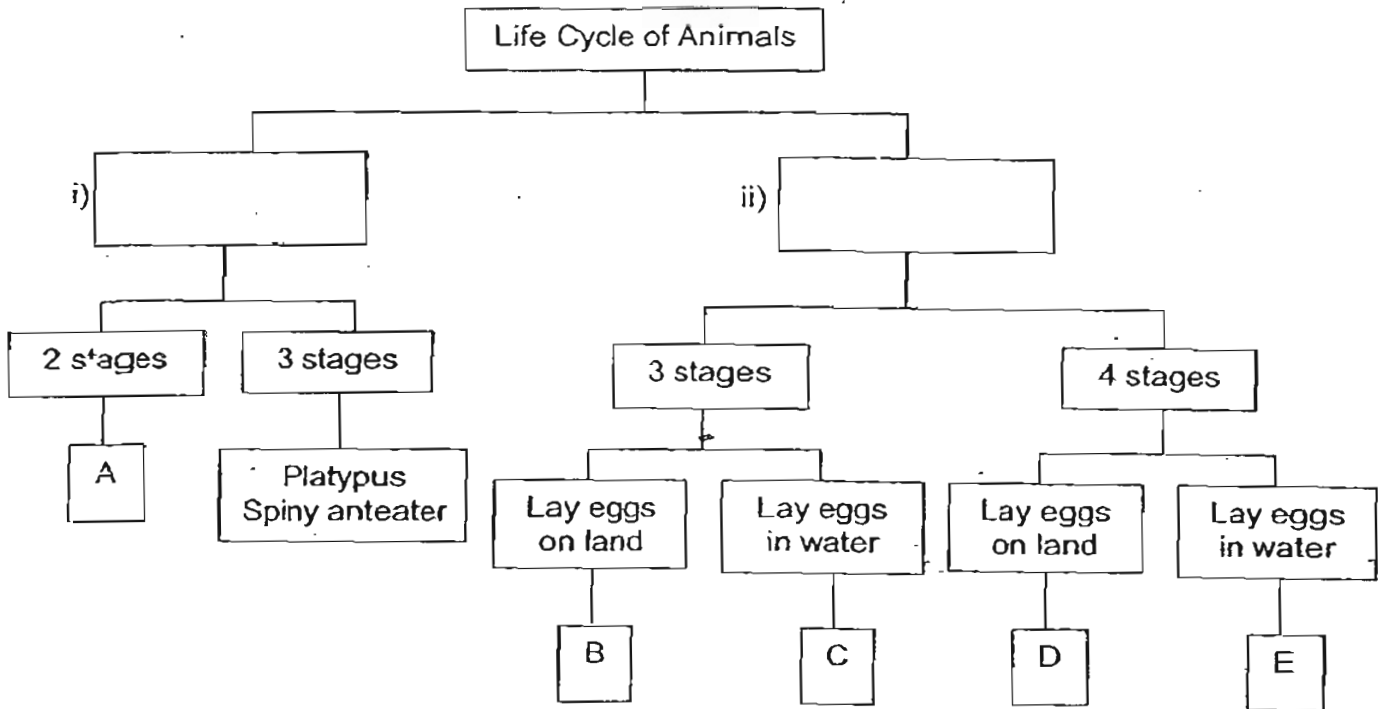 Life Cycle of Animals
i)
ii)
2 stages
3 stages
3 stages
4 stages
A
Platypus
Spiny anteater
Lay eggs
on land
Lay eggs
in water
Lay eggs
on land
Lay eggs
in water
B
C
D
E